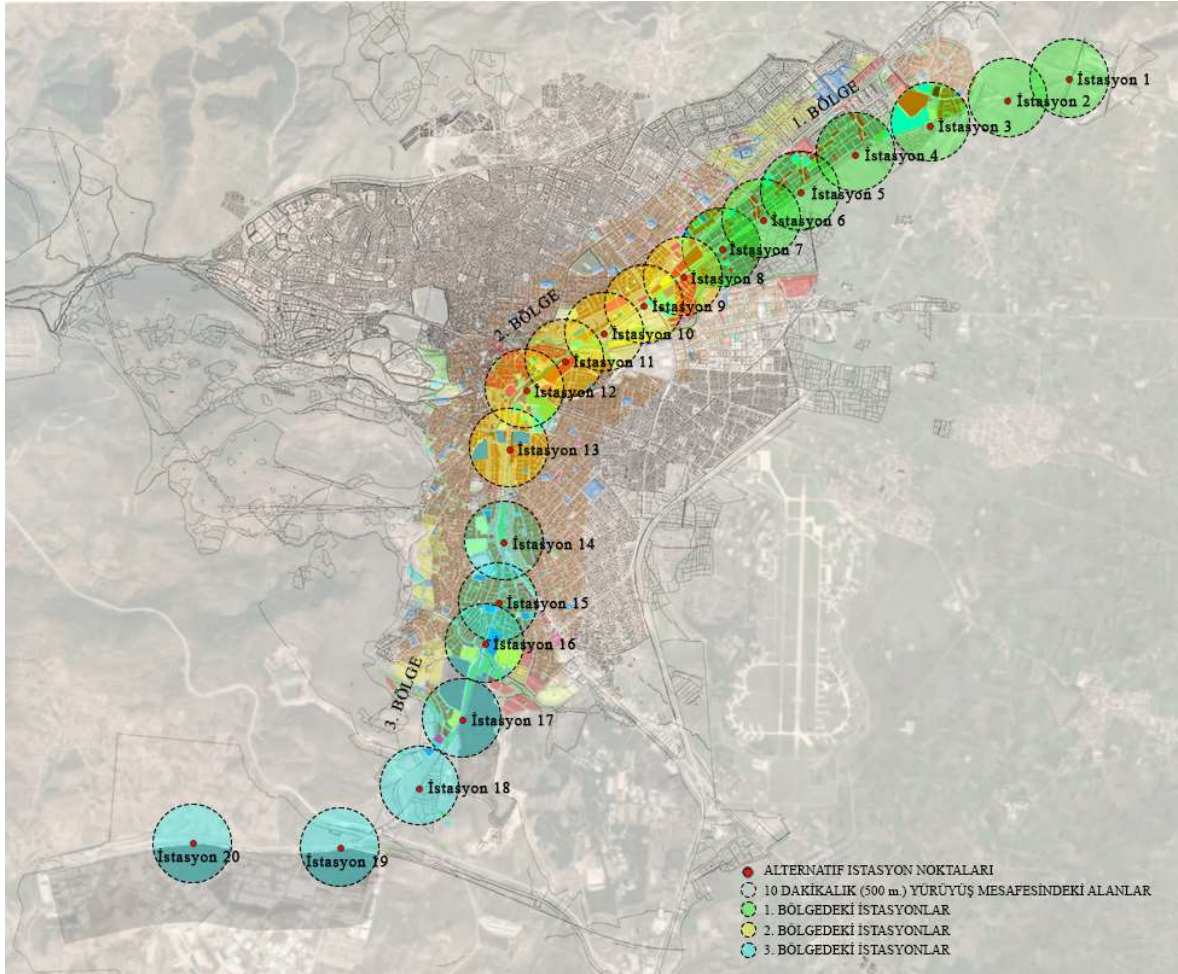 İstasyon 1
İstasyon 2
1. BÖLGE
İstasyon 3
İstasyon 4
İstasyon 5
İstasyon 6
İstasyon 7
İstasyon 8
İstasyon 9
2. BÖLGE
İstasyon 10
İstasyon 11
İstasyon 12
İstasyon 13
İstasyon 14
İstasyon 15
İstasyon 16
3. BÖLGE
İstasyon 17
İstasyon 18
İstasyon 20
İstasyon 19
ALTERNATIF ISTASYON NOKTALARI
10 DAKİKALIK (500 m.) YÜRÜYÜŞ MESAFESİNDEKİ ALANLAR
1. BÖLGEDEKİ İSTASYONLAR
2. BÖLGEDEKİ İSTASYONLAR
3. BÖLGEDEKİ İSTASYONLAR